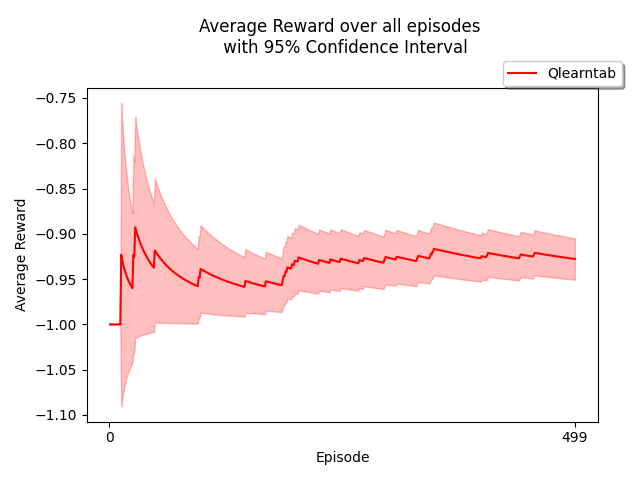 Average Reward over all episodes
with 95% Confidence Interval
Qlearntab
−0.75
−0.80
−0.85
−0.90
−0.95
−1.00
−1.05
−1.10
Average Reward
0
499
Episode